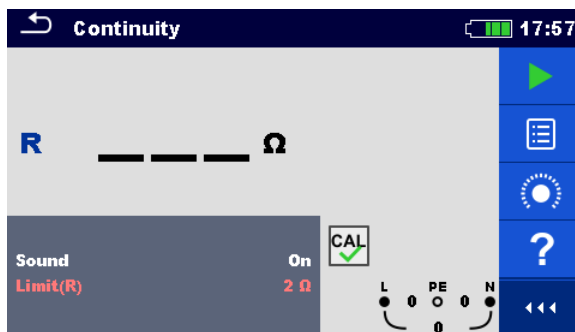 Continuity 17:57
R _ _ _ Ω
?
Sound On
Limit(R) 2 Ω
CAL
L PE N
0 0
0